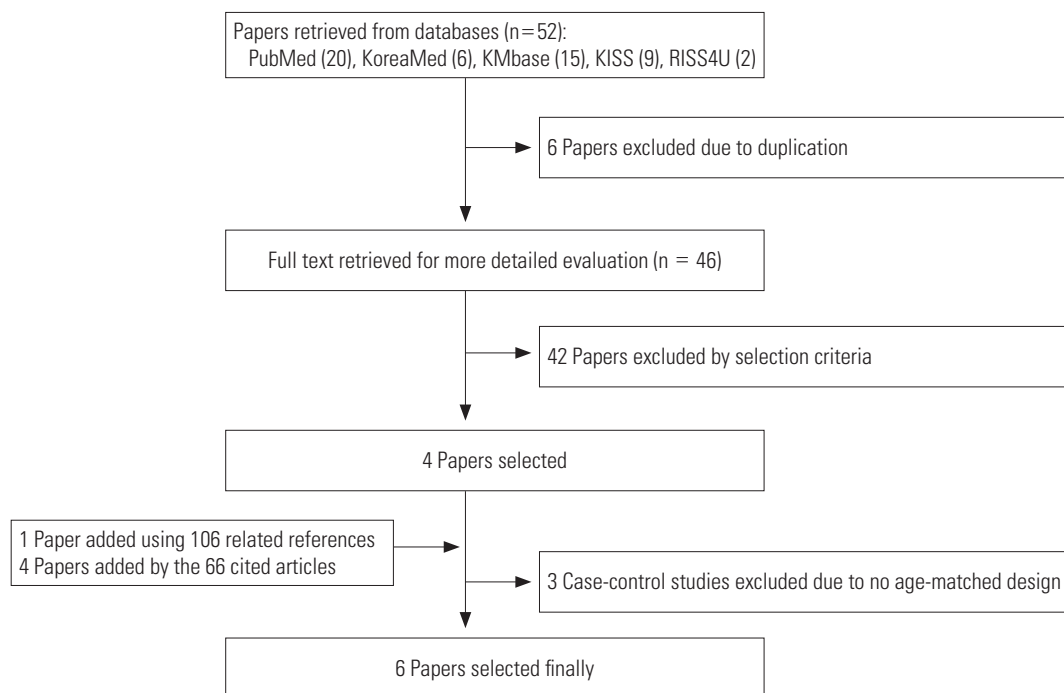 Papers retrieved from databases (n=52):
PubMed (20), KoreaMed (6), KMbase (15), KISS (9), RISS4U (2)
6 Papers excluded due to duplication
Full text retrieved for more detailed evaluation (n = 46)
42 Papers excluded by selection criteria
4 Papers selected
1 Paper added using 106 related references
4 Papers added by the 66 cited articles
3 Case-control studies excluded due to no age-matched design
6 Papers selected finally